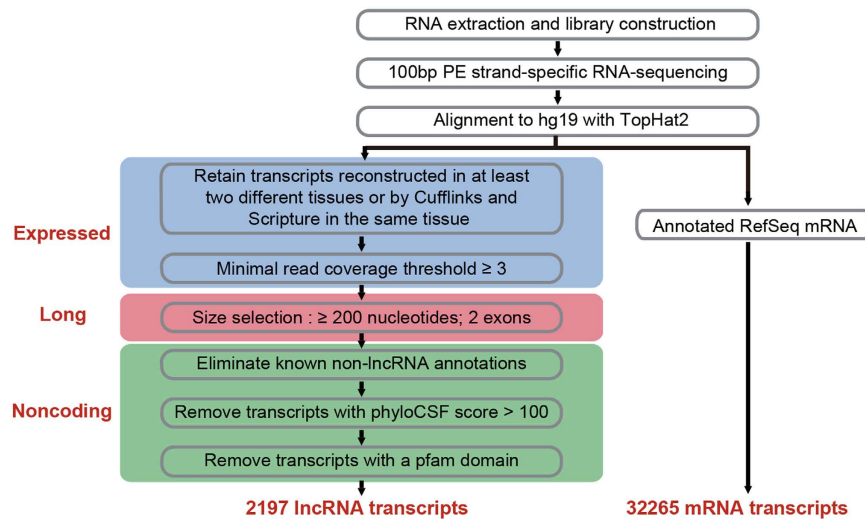 RNA extraction and library construction
100bp PE strand-specific RNA-sequencing
Alignment to hg19 with TopHat2
Expressed
Retain transcripts reconstructed in at least
two different tissues or by Cufflinks and
Scripture in the same tissue
Minimal read coverage threshold ≥ 3
Long
Size selection : ≥ 200 nucleotides; 2 exons
Noncoding
Eliminate known non-lncRNA annotations
Remove transcripts with phyloCSF score > 100
Remove transcripts with a pfam domain
2197 lncRNA transcripts
Annotated RefSeq mRNA
32265 mRNA transcripts